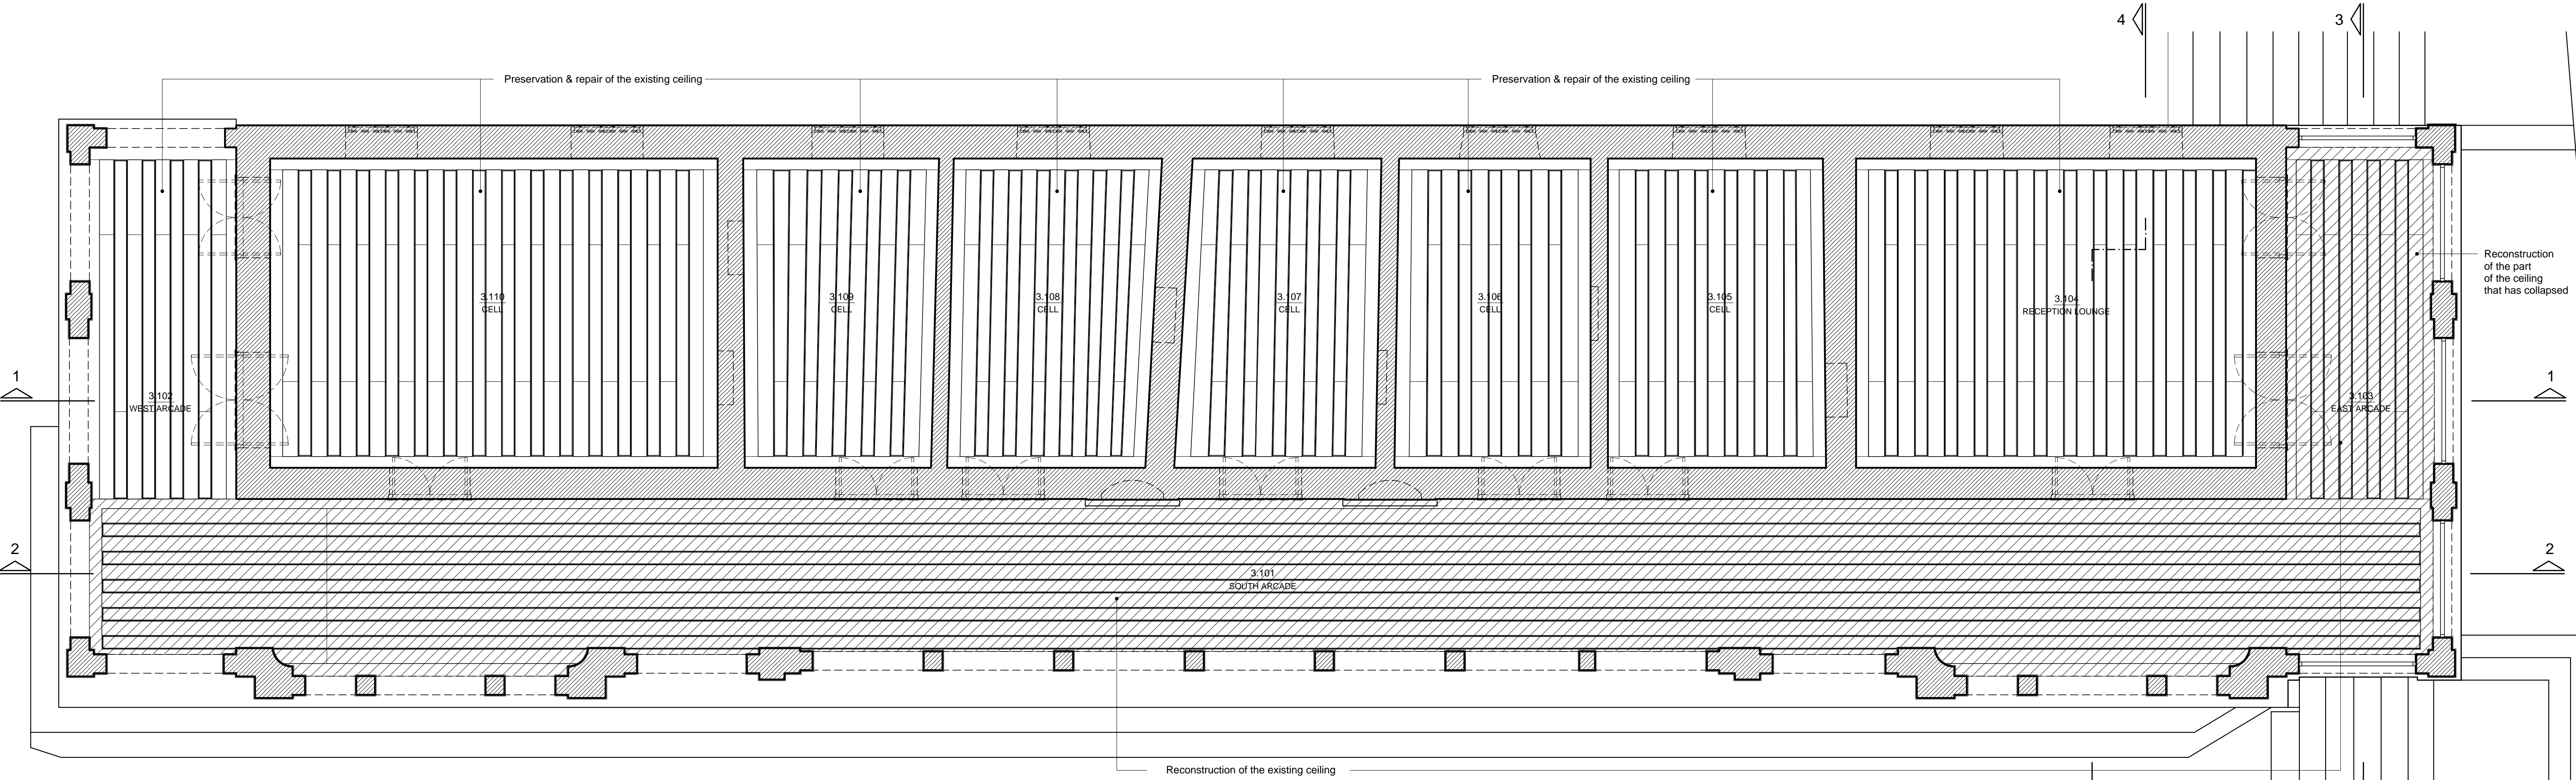 4
3
Preservation & repair of the existing ceiling
Preservation & repair of the existing ceiling
Reconstruction
of the part
of the ceiling
that has collapsed
3.110
CELL
3.109
CELL
3.108
CELL
3.107
CELL
3.106
CELL
3.105
CELL
3.104
RECEPTION LOUNGE
1
3.102
WEST ARCADE
3.103
EAST ARCADE
1
2
3.101
SOUTH ARCADE
2
Reconstruction of the existing ceiling